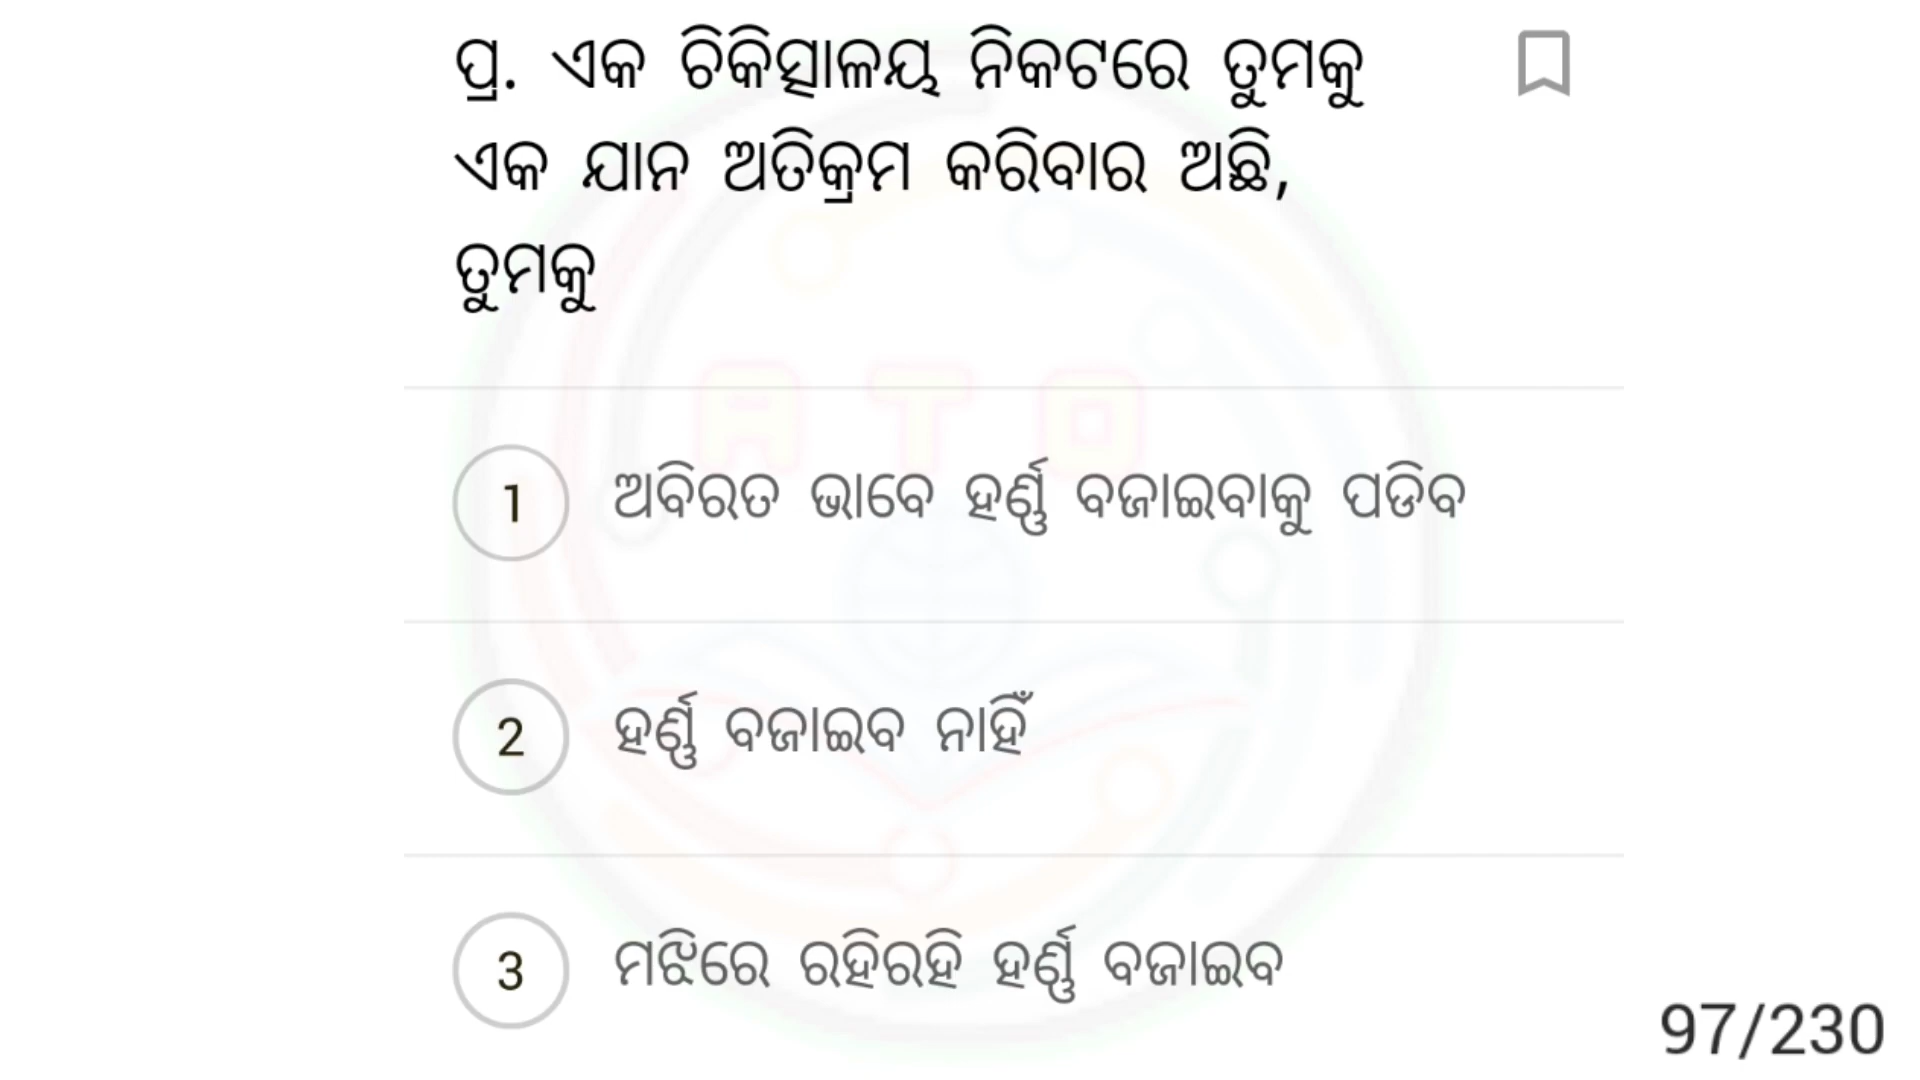 ପ୍ର. ଏକ ଚିକିତ୍ସାଳୟ ନିକଟରେ ତୁମକୁ
ଏକ ଯାନ ଅତିକ୍ରମ କରିବାର ଅଛି,
ତୁମକୁ
A T O
1 ଅବିରତ ଭାବେ ହର୍ଣ୍ଣ ବଜାଇବାକୁ ପଡିବ
2 ହର୍ଣ୍ଣ ବଜାଇବ ନାହିଁ
3 ମଝିରେ ରହିରହି ହର୍ଣ୍ଣ ବଜାଇବ
97/230